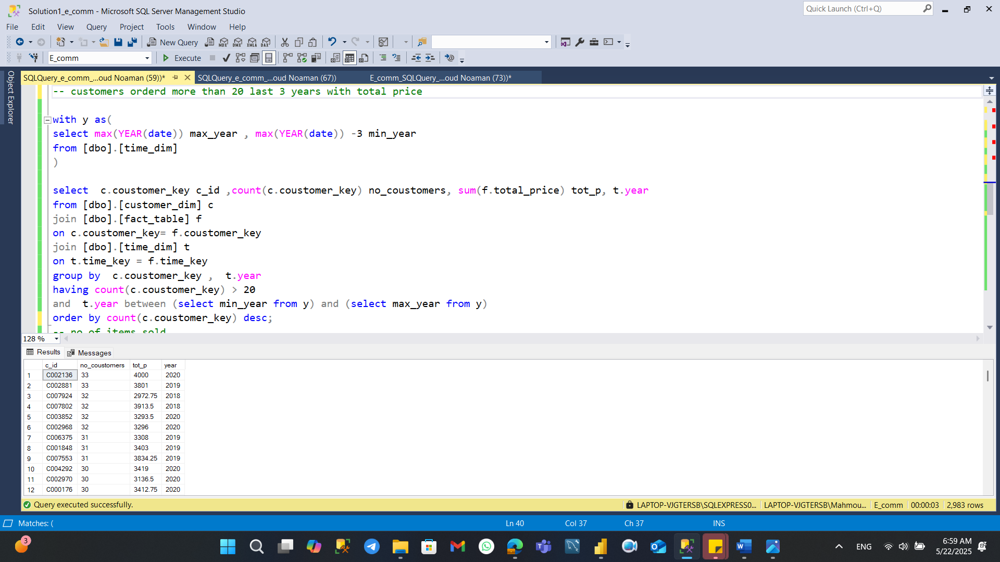 Solution1_e_comm - Microsoft SQL Server Management Studio
Quick Launch (Ctrl+Q)
File Edit View Query Project Tools Window Help
New Query MDX DMX XMLA DAX
E_comm Execute
Object Explorer
SQLQuery_e_comm_...oud Noaman (59))* SQLQuery_e_comm_...oud Noaman (67)) E_comm_SQLQuery_...oud Noaman (73))*
-- customers orderd more than 20 last 3 years with total price
with y as(
select max(YEAR(date)) max_year , max(YEAR(date)) -3 min_year
from [dbo].[time_dim]
)
select  c.coustomer_key c_id ,count(c.coustomer_key) no_coustomers, sum(f.total_price) tot_p, t.year
from [dbo].[customer_dim] c
join [dbo].[fact_table] f
on c.coustomer_key= f.coustomer_key
join [dbo].[time_dim] t
on t.time_key = f.time_key
group by  c.coustomer_key ,  t.year
having count(c.coustomer_key) > 20
and  t.year between (select min_year from y) and (select max_year from y)
order by count(c.coustomer_key) desc;
-- no of items sold
128 %
Results Messages
c_id no_coustomers tot_p year
1 C002136 33 4000 2020
2 C002881 33 3801 2019
3 C007924 32 2972.75 2018
4 C007802 32 3913.5 2018
5 C003852 32 3293.5 2020
6 C002968 32 3296 2020
7 C006375 31 3308 2019
8 C001848 31 3403 2019
9 C007553 31 3834.25 2019
10 C004292 30 3419 2020
11 C002970 30 3136.5 2020
12 C000176 30 3412.75 2020
Query executed successfully. LAPTOP-VJGTERSB\SQLEXPRESS0... LAPTOP-VJGTERSB\Mahmou... E_comm 00:00:03 2,983 rows
Matches: ( Ln 40 Col 37 Ch 37 INS
3
ENG
6:59 AM
5/22/2025